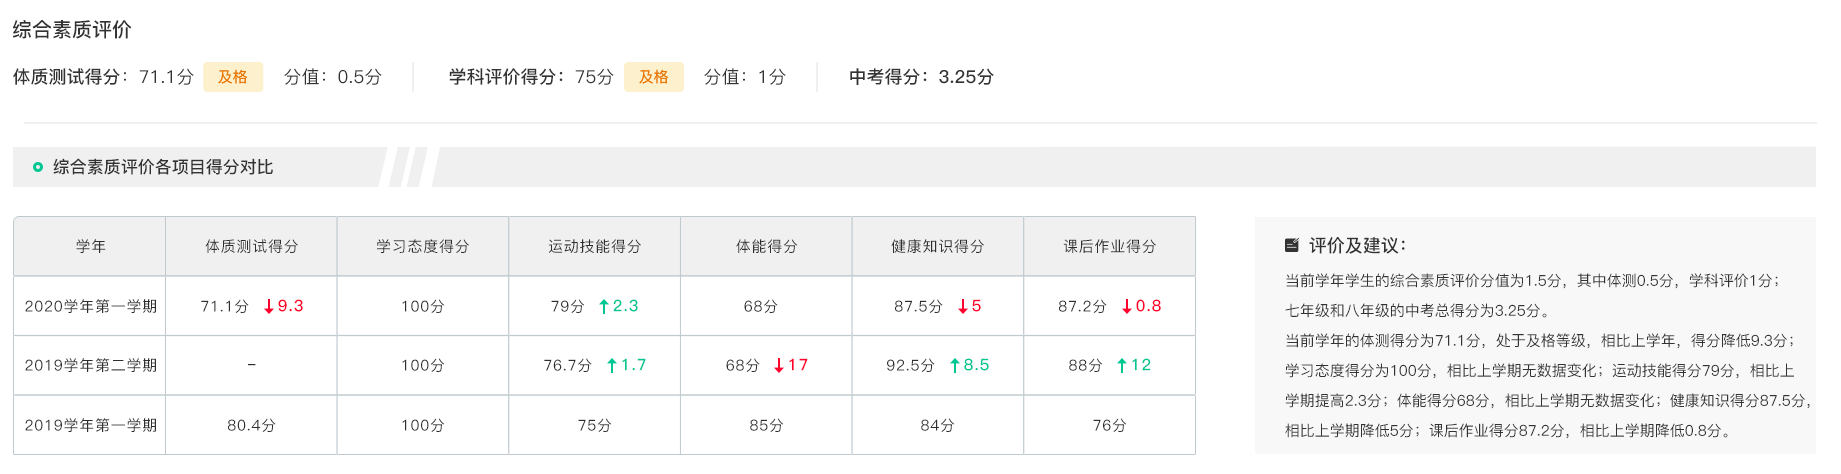 综合素质评价
体质测试得分：71.1分 及格 分值：0.5分 学科评价得分：75分 及格 分值：1分 中考得分：3.25分
综合素质评价各项目得分对比
学年 体质测试得分 学习态度得分 运动技能得分 体能得分 健康知识得分 课后作业得分
2020学年第一学期 71.1分 ↓9.3 100分 79分 ↑2.3 68分 87.5分 ↓5 87.2分 ↓0.8
2019学年第二学期 - 100分 76.7分 ↑1.7 68分 ↓17 92.5分 ↑8.5 88分 ↑12
2019学年第一学期 80.4分 100分 75分 85分 84分 76分
评价及建议：
当前学年学生的综合素质评价分值为1.5分，其中体测0.5分，学科评价1分；
七年级和八年级的中考总得分为3.25分。
当前学年的体测得分为71.1分，处于及格等级，相比上学年，得分降低9.3分；
学习态度得分为100分，相比上学期无数据变化；运动技能得分79分，相比上
学期提高2.3分；体能得分68分，相比上学期无数据变化；健康知识得分87.5分，
相比上学期降低5分；课后作业得分87.2分，相比上学期降低0.8分。